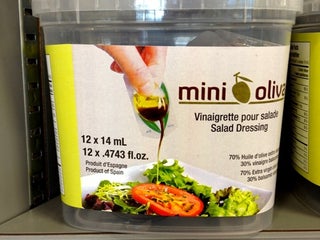 mini oliva
Vinaigrette pour salade
Salad Dressing
12 x 14 mL
12 x .4743 fl.oz.
Produit d'Espagne
Product of Spain
70% Huile d'olive extra
30% vinaigre
70% Extra virgin
30%